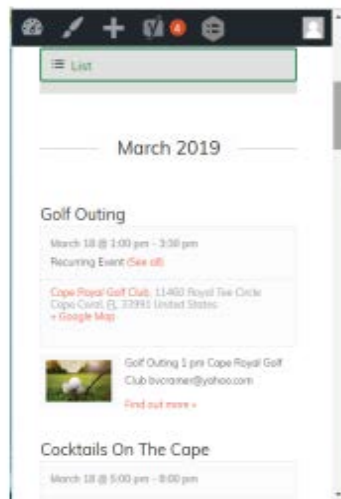 4
List
March 2019
Golf Outing
March 18 @ 1:00 pm - 3:30 pm
Recurring Event (See all)
Cape Royal Golf Club, 11460 Royal Tee Circle
Cape Coral, FL 33991 United States
+ Google Map
Golf Outing 1 pm Cape Royal Golf
Club bvcramer@yahoo.com
Find out more »
Cocktails On The Cape
March 18 @ 5:00 pm - 8:00 pm